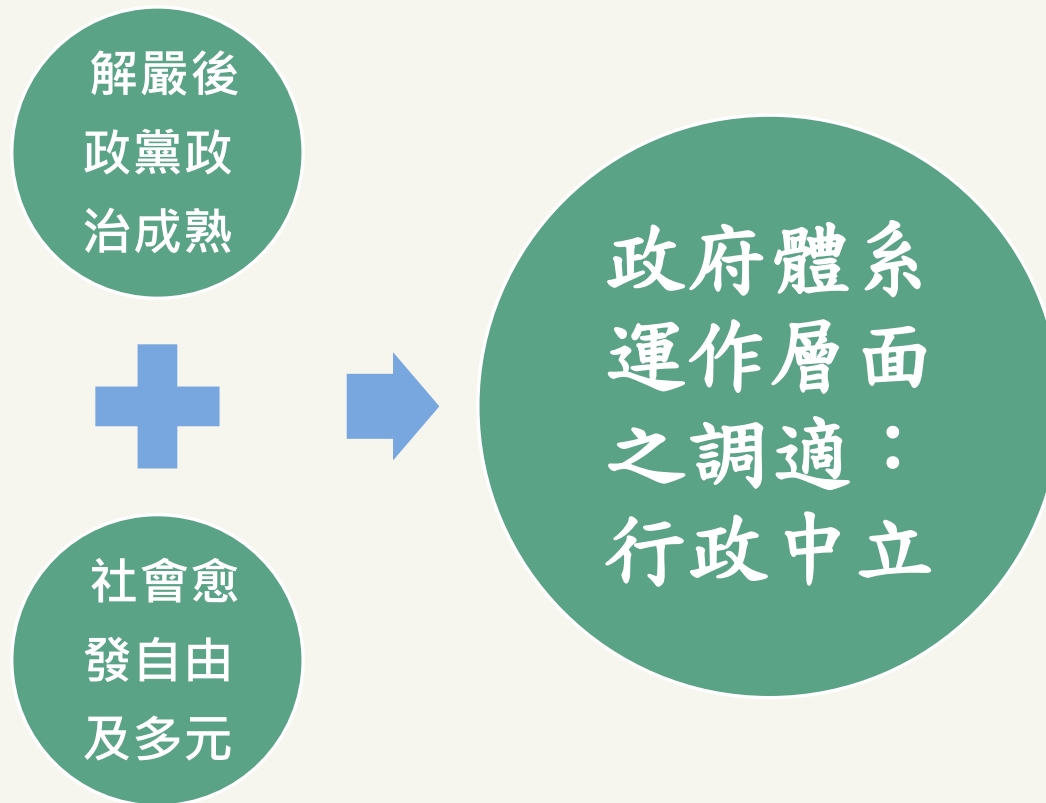 解嚴後
政黨政
治成熟
社會愈
發自由
及多元
政府體系
運作層面
之調適：
行政中立